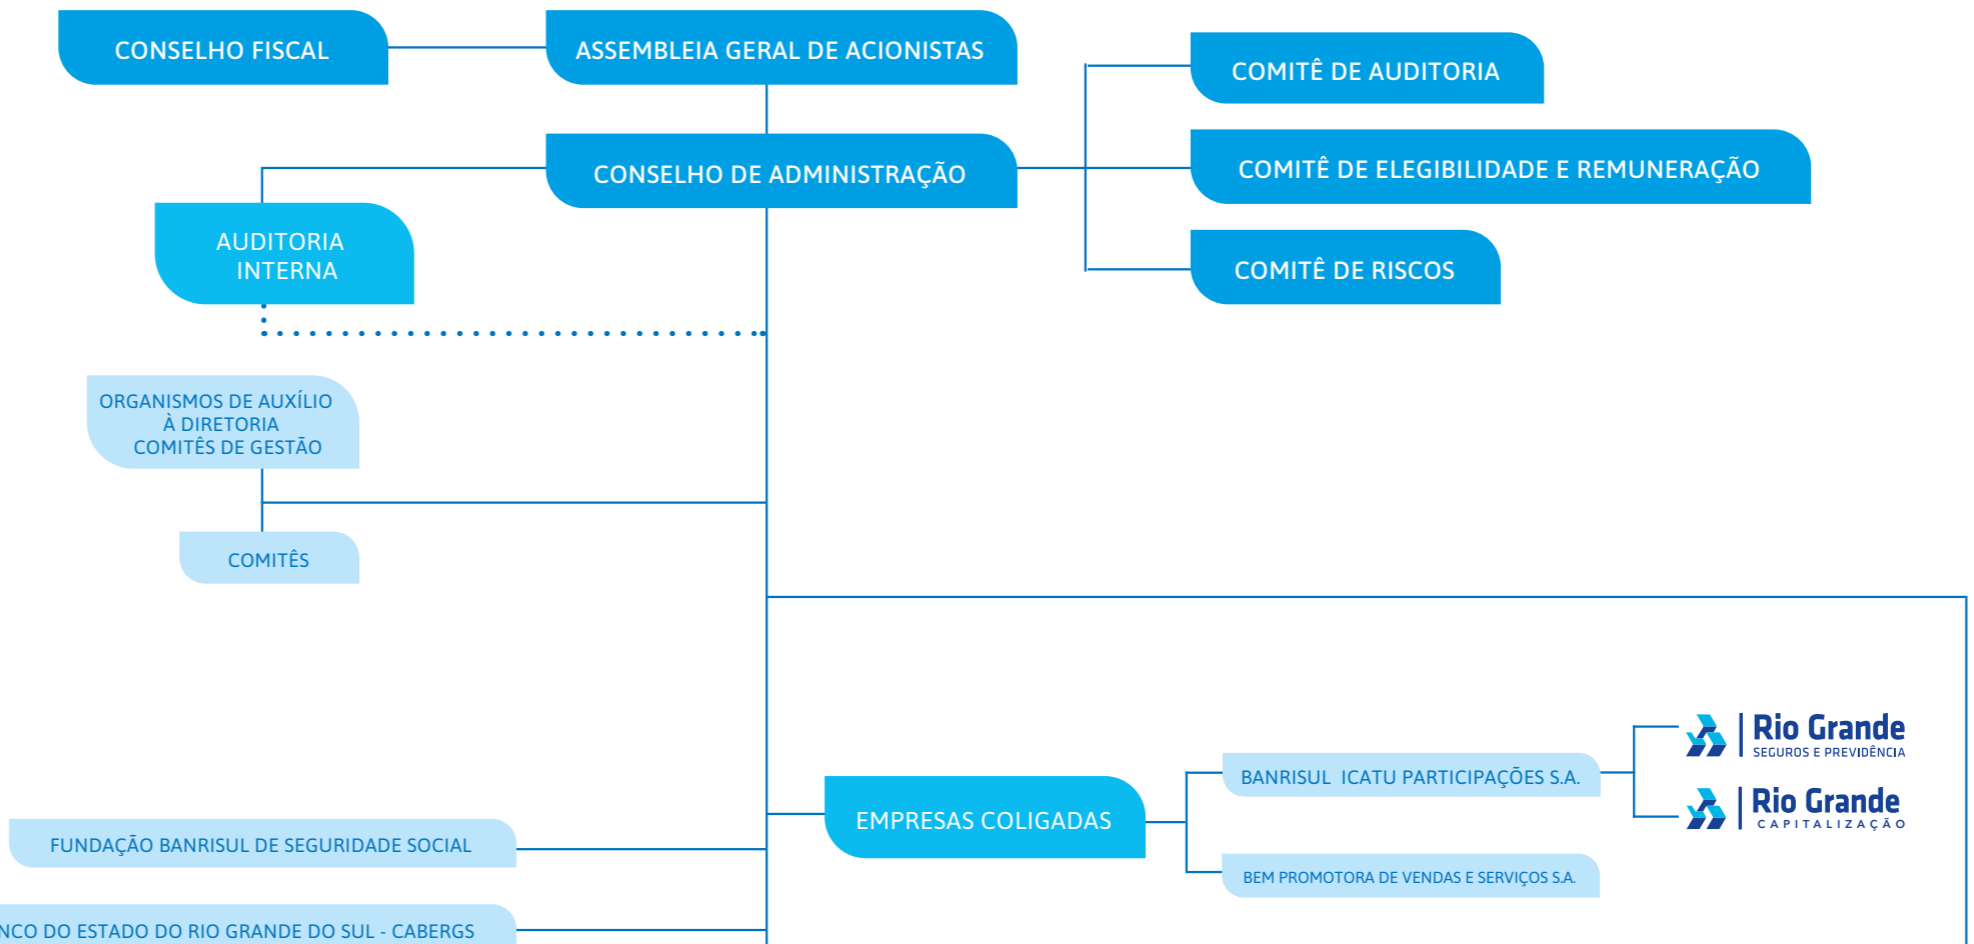 CONSELHO FISCAL
ASSEMBLEIA GERAL DE ACIONISTAS
COMITÊ DE AUDITORIA
CONSELHO DE ADMINISTRAÇÃO
COMITÊ DE ELEGIBILIDADE E REMUNERAÇÃO
AUDITORIA
INTERNA
COMITÊ DE RISCOS
ORGANISMOS DE AUXÍLIO
À DIRETORIA
COMITÊS DE GESTÃO
COMITÊS
Rio Grande
SEGUROS E PREVIDÊNCIA
BANRISUL ICATU PARTICIPAÇÕES S.A.
Rio Grande
CAPITALIZAÇÃO
EMPRESAS COLIGADAS
FUNDAÇÃO BANRISUL DE SEGURIDADE SOCIAL
BEM PROMOTORA DE VENDAS E SERVIÇOS S.A.
DO ESTADO DO RIO GRANDE DO SUL - CABERGS